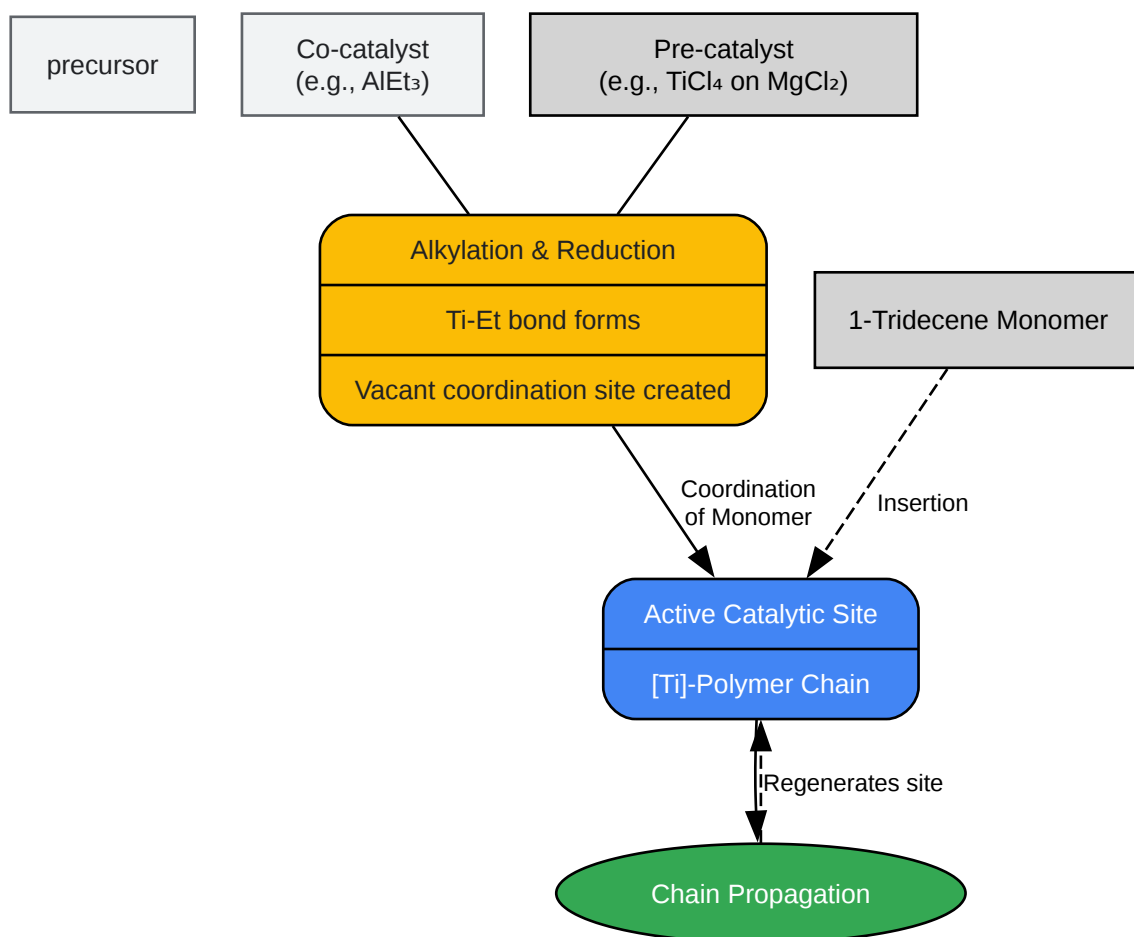 precursor
Co-catalyst
(e.g., AlEt₃)
Pre-catalyst
(e.g., TiCl₄ on MgCl₂)
Alkylation & Reduction
Ti-Et bond forms
Vacant coordination site created
1-Tridecene Monomer
Coordination
of Monomer
Insertion
Active Catalytic Site
[Ti]-Polymer Chain
Regenerates site
Chain Propagation